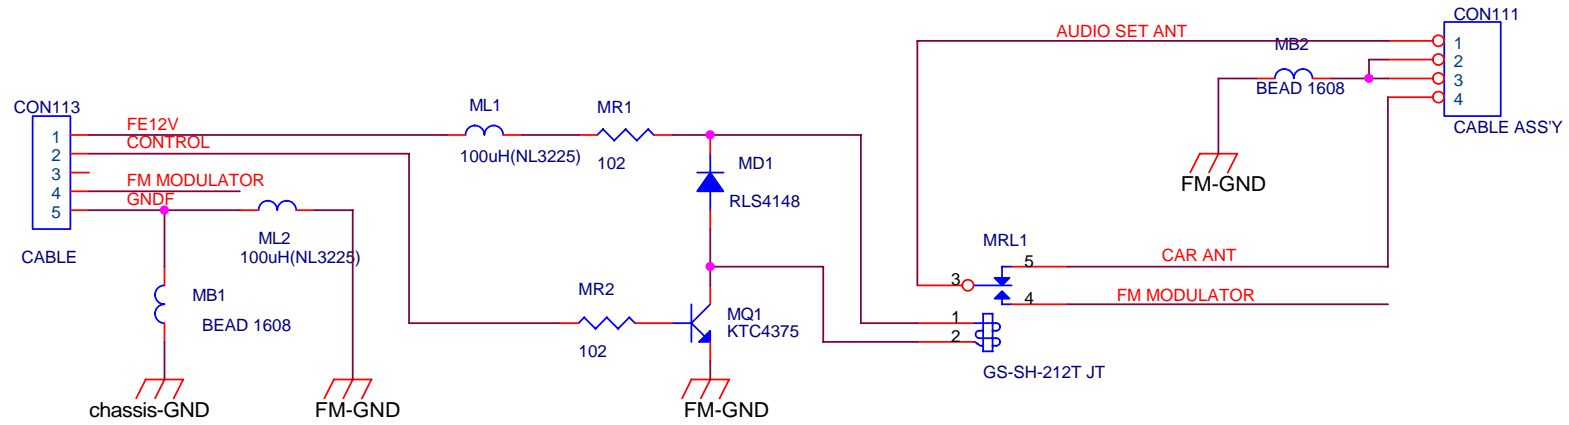 CON111
AUDIO SET ANT
1
MB2
2
3
BEAD 1608
4
CABLE ASS'Y
FM-GND
CON113
FE12V
1
CONTROL
2
3
FM MODULATOR
4
GNDF
5
CABLE
ML1
100uH(NL3225)
MR1
102
MD1
RLS4148
ML2
100uH(NL3225)
MB1
BEAD 1608
MR2
102
MQ1
KTC4375
MRL1
5
CAR ANT
3
4
FM MODULATOR
1
2
GS-SH-212T JT
chassis-GND
FM-GND
FM-GND